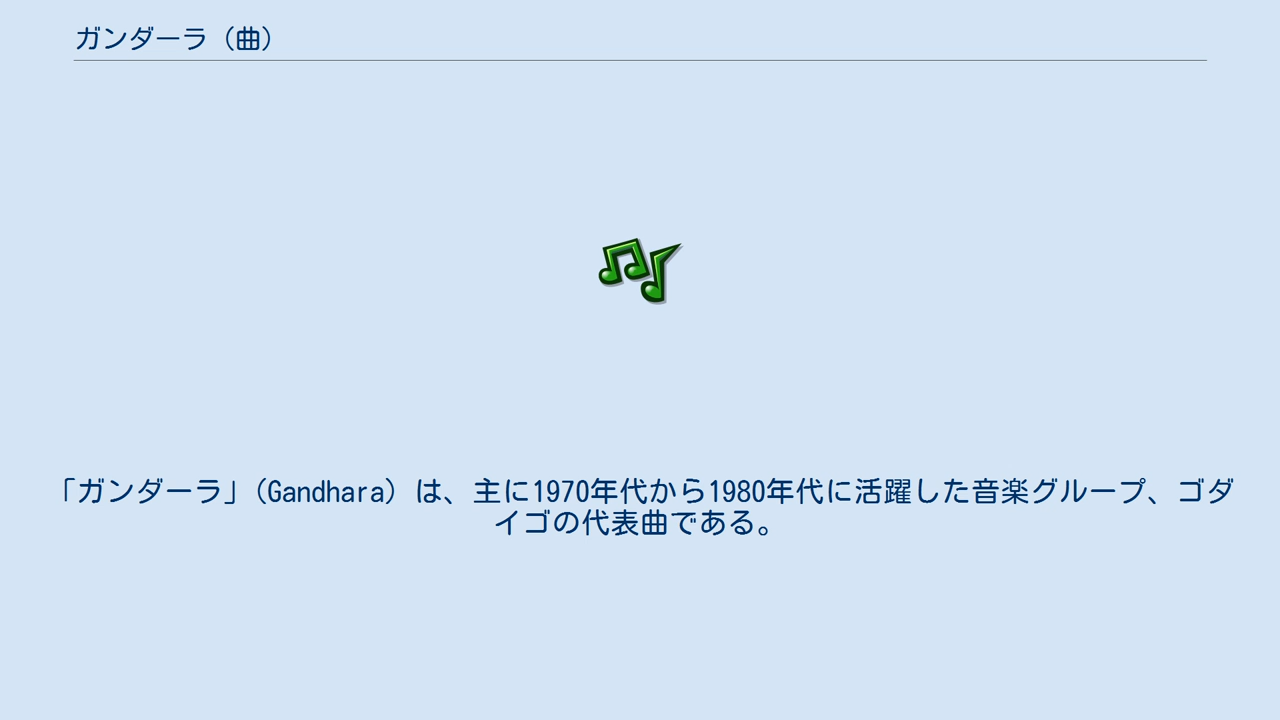 ガンダーラ（曲）
「ガンダーラ」（Gandhara）は、主に1970年代から1980年代に活躍した音楽グループ、ゴダ
イゴの代表曲である。